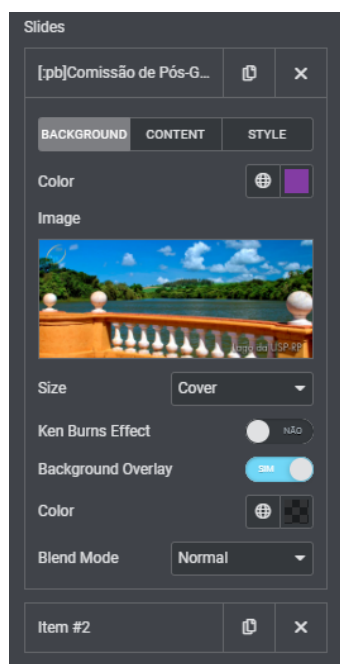 Slides
[:pb]Comissão de Pós-G...
BACKGROUND CONTENT STYLE
Color
Image
Lago da USP-RP
Size Cover
Ken Burns Effect NÃO
Background Overlay SIM
Color
Blend Mode Normal
Item #2